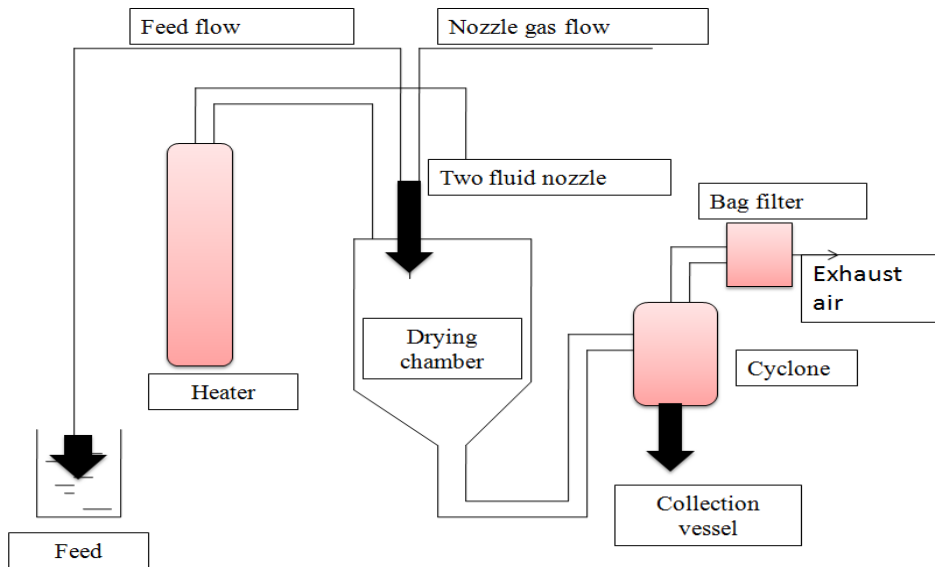 Feed flow
Nozzle gas flow
Two fluid nozzle
Bag filter
Exhaust
air
Drying
chamber
Cyclone
Heater
Collection
vessel
Feed